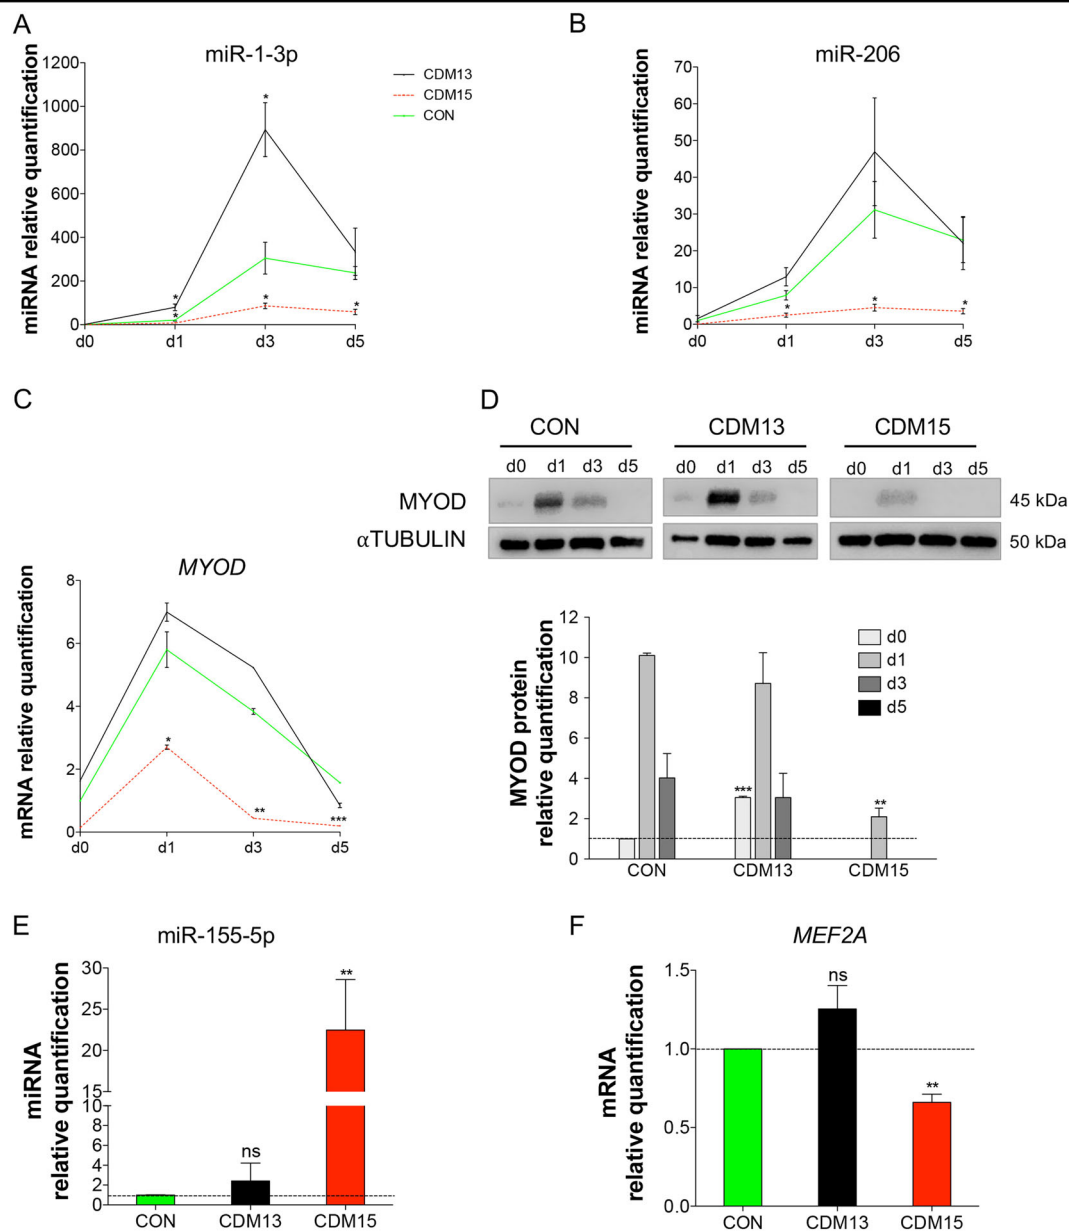 A
miR-1-3p
miRNA relative quantification
1200
1000
800
600
400
200
0
d0
d1
d3
d5
*
*
*
*
*
CDM13
CDM15
CON
B
miR-206
miRNA relative quantification
70
60
50
40
30
20
10
0
d0
d1
d3
d5
*
*
*
C
MYOD
mRNA relative quantification
8
6
4
2
0
d0
d1
d3
d5
*
**
***
D
CON
CDM13
CDM15
d0 d1 d3 d5
d0 d1 d3 d5
d0 d1 d3 d5
MYOD
45 kDa
αTUBULIN
50 kDa
MYOD protein
relative quantification
12
10
8
6
4
2
0
***
**
d0
d1
d3
d5
CON
CDM13
CDM15
E
miR-155-5p
miRNA
relative quantification
30
25
20
15
10
8
6
4
2
0
ns
**
CON
CDM13
CDM15
F
MEF2A
mRNA
relative quantification
1.5
1.0
0.5
0.0
ns
**
CON
CDM13
CDM15